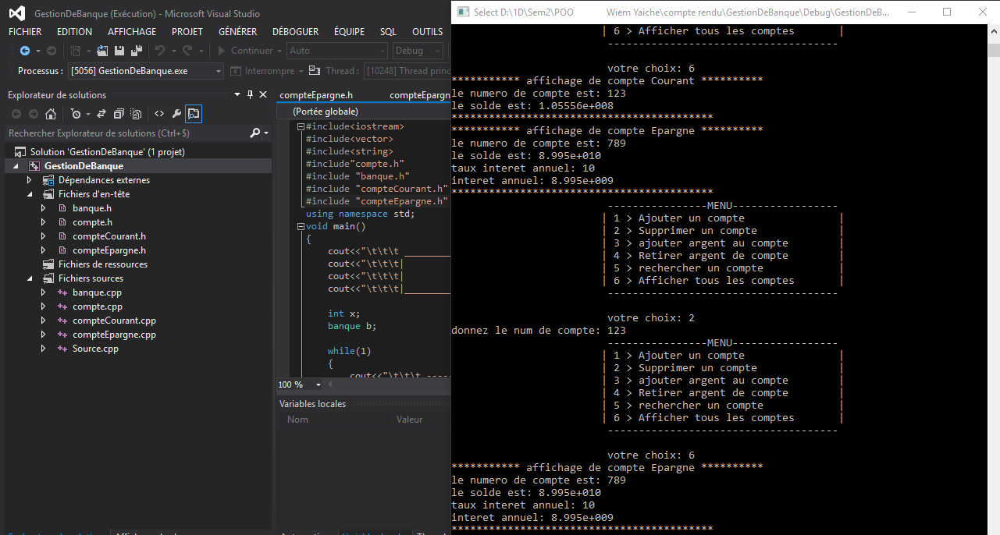 GestionDeBanque (Exécution) - Microsoft Visual Studio
FICHIER EDITION AFFICHAGE PROJET GÉNÉRER DÉBOGUER ÉQUIPE SQL OUTILS
Continuer Auto Debug
Processus : [5056] GestionDeBanque.exe Interrompre Thread : [10248] Thread princ
Explorateur de solutions
Rechercher Explorateur de solutions (Ctrl+$)
Solution 'GestionDeBanque' (1 projet)
GestionDeBanque
Dépendances externes
Fichiers d'en-tête
banque.h
compte.h
compteCourant.h
compteEpargne.h
Fichiers de ressources
Fichiers sources
banque.cpp
compte.cpp
compteCourant.cpp
compteEpargne.cpp
Source.cpp
compteEpargne.h compteEpargn
(Portée globale)
#include<iostream>
#include<vector>
#include<string>
#include"compte.h"
#include "banque.h"
#include "compteCourant.h"
#include "compteEpargne.h"
using namespace std;
void main()
{
cout<<"\t\t\t ________
cout<<"\t\t\t|
cout<<"\t\t\t|
cout<<"\t\t\t|________
int x;
banque b;
while(1)
{
cout<<"\t\t\t -----
100 %
Variables locales
Nom Valeur
Select D:\1D\Sem2\POO Wiem Yaiche\compte rendu\GestionDeBanque\Debug\GestionDeB...
| 6 > Afficher tous les comptes |
-------------------------------------
votre choix: 6
*********** affichage de compte Courant **********
le numero de compte est: 123
le solde est: 1.05556e+008
******************************************
*********** affichage de compte Epargne **********
le numero de compte est: 789
le solde est: 8.995e+010
taux interet annuel: 10
interet annuel: 8.995e+009
******************************************
----------------MENU-----------------
| 1 > Ajouter un compte |
| 2 > Supprimer un compte |
| 3 > ajouter argent au compte |
| 4 > Retirer argent de compte |
| 5 > rechercher un compte |
| 6 > Afficher tous les comptes |
-------------------------------------
votre choix: 2
donnez le num de compte: 123
----------------MENU-----------------
| 1 > Ajouter un compte |
| 2 > Supprimer un compte |
| 3 > ajouter argent au compte |
| 4 > Retirer argent de compte |
| 5 > rechercher un compte |
| 6 > Afficher tous les comptes |
-------------------------------------
votre choix: 6
*********** affichage de compte Epargne **********
le numero de compte est: 789
le solde est: 8.995e+010
taux interet annuel: 10
interet annuel: 8.995e+009
******************************************